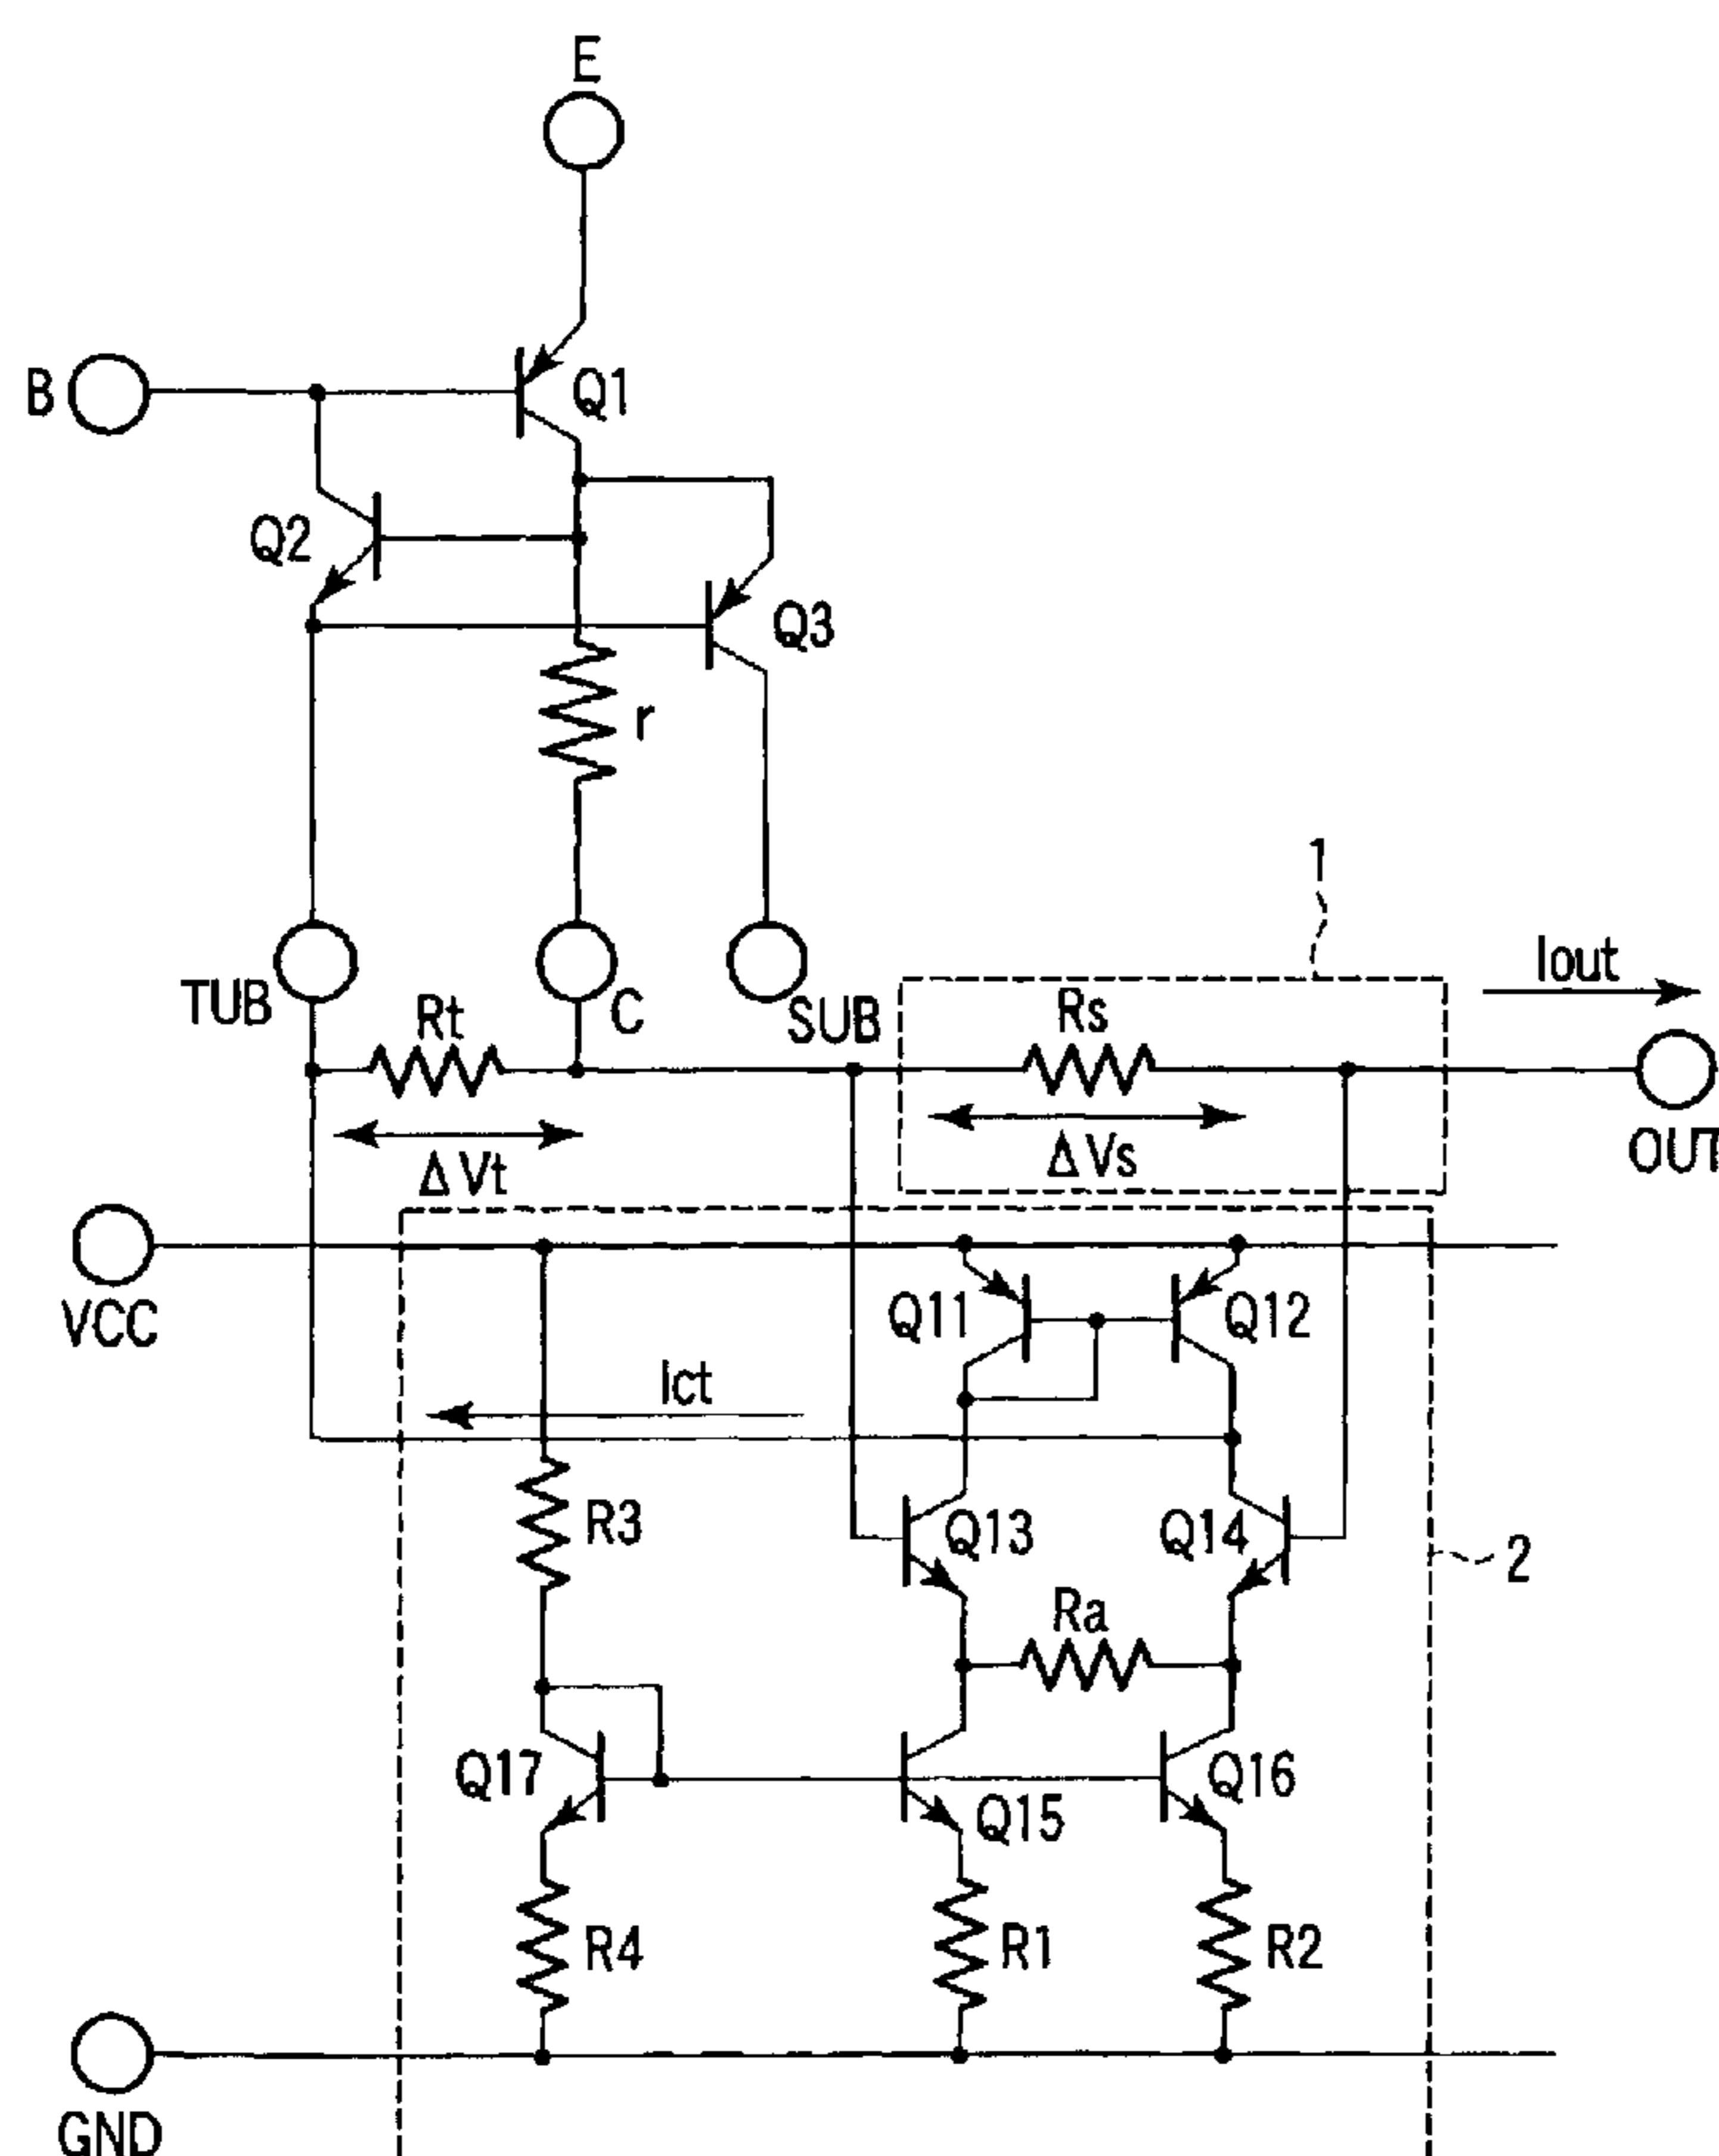 E
B
Q1
Q2
Q3
r
1
Iout
TUB
Rt
C
SUB
Rs
ΔVt
ΔVs
OUT
VCC
Q11
Q12
Ict
R3
Q13
Q14
2
Ra
Q17
Q15
Q16
R4
R1
R2
GND